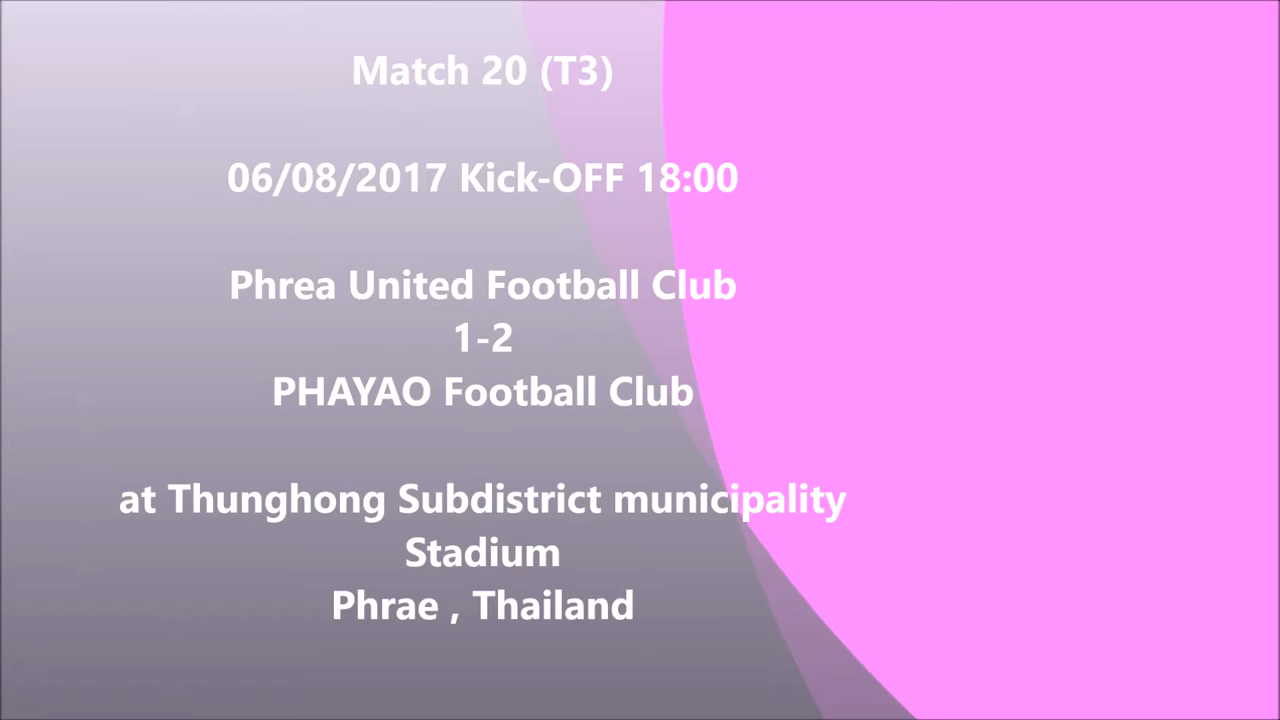 Match 20 (T3)
06/08/2017 Kick-OFF 18:00
Phrea United Football Club
1-2
PHAYAO Football Club
at Thunghong Subdistrict municipality
Stadium
Phrae , Thailand